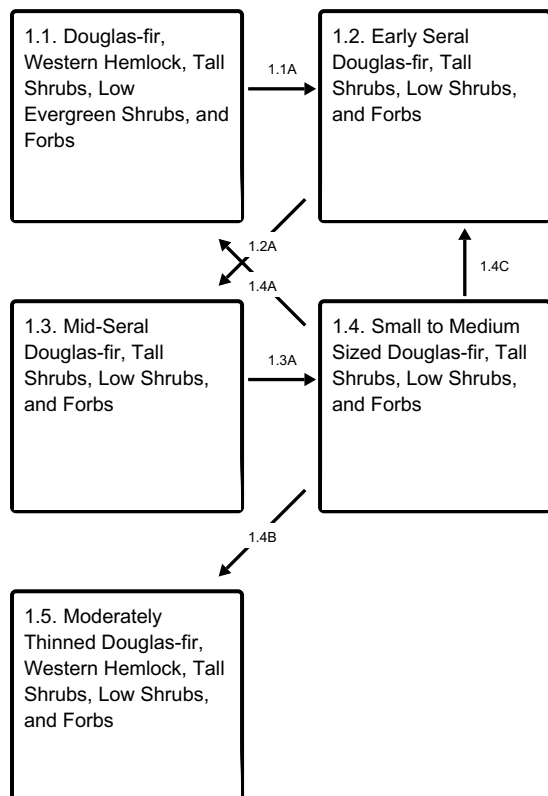 1.1. Douglas-fir,
Western Hemlock, Tall
Shrubs, Low
Evergreen Shrubs, and
Forbs
1.1A
1.2. Early Seral
Douglas-fir, Tall
Shrubs, Low Shrubs,
and Forbs
1.2A
1.4A
1.4C
1.3. Mid-Seral
Douglas-fir, Tall
Shrubs, Low Shrubs,
and Forbs
1.3A
1.4. Small to Medium
Sized Douglas-fir, Tall
Shrubs, Low Shrubs,
and Forbs
1.4B
1.5. Moderately
Thinned Douglas-fir,
Western Hemlock, Tall
Shrubs, Low Shrubs,
and Forbs